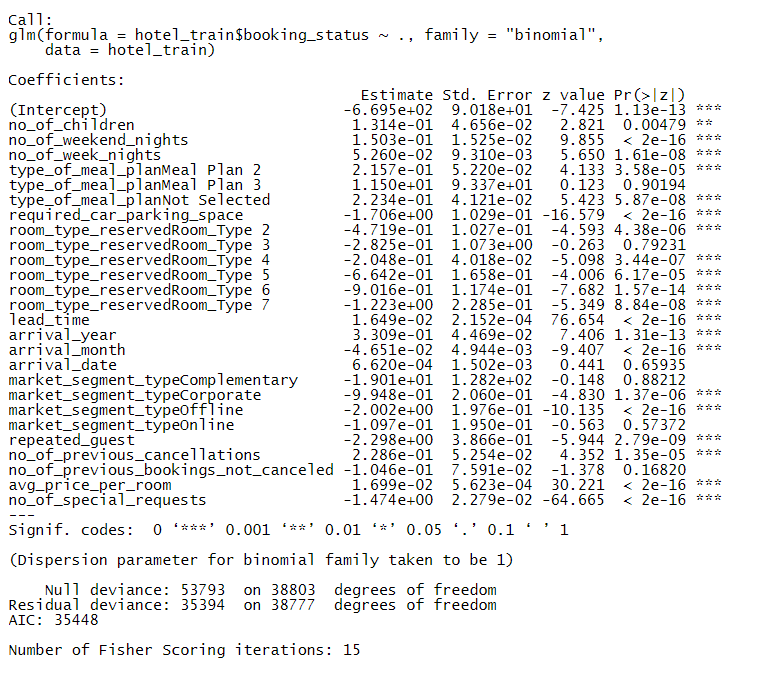 Call:
glm(formula = hotel_train$booking_status ~ ., family = "binomial",
    data = hotel_train)

Coefficients:
                                     Estimate Std. Error z value Pr(>|z|)
(Intercept)                        -6.695e+02  9.018e+01  -7.425 1.13e-13 ***
no_of_children                      1.314e-01  4.656e-02   2.821  0.00479 **
no_of_weekend_nights                1.503e-01  1.525e-02   9.855  < 2e-16 ***
no_of_week_nights                   5.260e-02  9.310e-03   5.650 1.61e-08 ***
type_of_meal_planMeal Plan 2        2.157e-01  5.220e-02   4.133 3.58e-05 ***
type_of_meal_planMeal Plan 3        1.150e+01  9.337e+01   0.123  0.90194
type_of_meal_planNot Selected       2.234e-01  4.121e-02   5.423 5.87e-08 ***
required_car_parking_space         -1.706e+00  1.029e-01 -16.579  < 2e-16 ***
room_type_reservedRoom_Type 2      -4.719e-01  1.027e-01  -4.593 4.38e-06 ***
room_type_reservedRoom_Type 3      -2.825e-01  1.073e+00  -0.263  0.79231
room_type_reservedRoom_Type 4      -2.048e-01  4.018e-02  -5.098 3.44e-07 ***
room_type_reservedRoom_Type 5      -6.642e-01  1.658e-01  -4.006 6.17e-05 ***
room_type_reservedRoom_Type 6      -9.016e-01  1.174e-01  -7.682 1.57e-14 ***
room_type_reservedRoom_Type 7      -1.223e+00  2.285e-01  -5.349 8.84e-08 ***
lead_time                           1.649e-02  2.152e-04  76.654  < 2e-16 ***
arrival_year                        3.309e-01  4.469e-02   7.406 1.31e-13 ***
arrival_month                      -4.651e-02  4.944e-03  -9.407  < 2e-16 ***
arrival_date                        6.620e-04  1.502e-03   0.441  0.65935
market_segment_typeComplementary   -1.901e+01  1.282e+02  -0.148  0.88212
market_segment_typeCorporate       -9.948e-01  2.060e-01  -4.830 1.37e-06 ***
market_segment_typeOffline         -2.002e+00  1.976e-01 -10.135  < 2e-16 ***
market_segment_typeOnline          -1.097e-01  1.950e-01  -0.563  0.57372
repeated_guest                     -2.298e+00  3.866e-01  -5.944 2.79e-09 ***
no_of_previous_cancellations        2.286e-01  5.254e-02   4.352 1.35e-05 ***
no_of_previous_bookings_not_canceled -1.046e-01  7.591e-02  -1.378  0.16820
avg_price_per_room                  1.699e-02  5.623e-04  30.221  < 2e-16 ***
no_of_special_requests             -1.474e+00  2.279e-02 -64.665  < 2e-16 ***
---
Signif. codes:  0 ‘***’ 0.001 ‘**’ 0.01 ‘*’ 0.05 ‘.’ 0.1 ‘ ’ 1

(Dispersion parameter for binomial family taken to be 1)

    Null deviance: 53793  on 38803  degrees of freedom
Residual deviance: 35394  on 38777  degrees of freedom
AIC: 35448

Number of Fisher Scoring iterations: 15